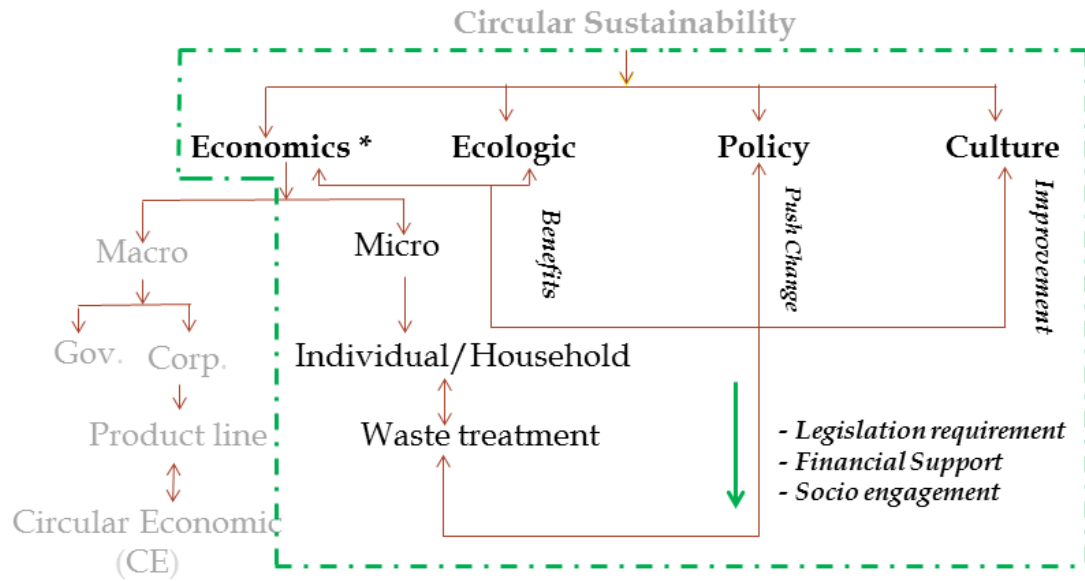 Circular Sustainability
Economics *
Ecologic
Policy
Culture
Macro
Micro
Benefits
Push Change
Improvement
Gov.
Corp.
Individual/Household
Product line
Waste treatment
- Legislation requirement
- Financial Support
- Socio engagement
Circular Economic
(CE)